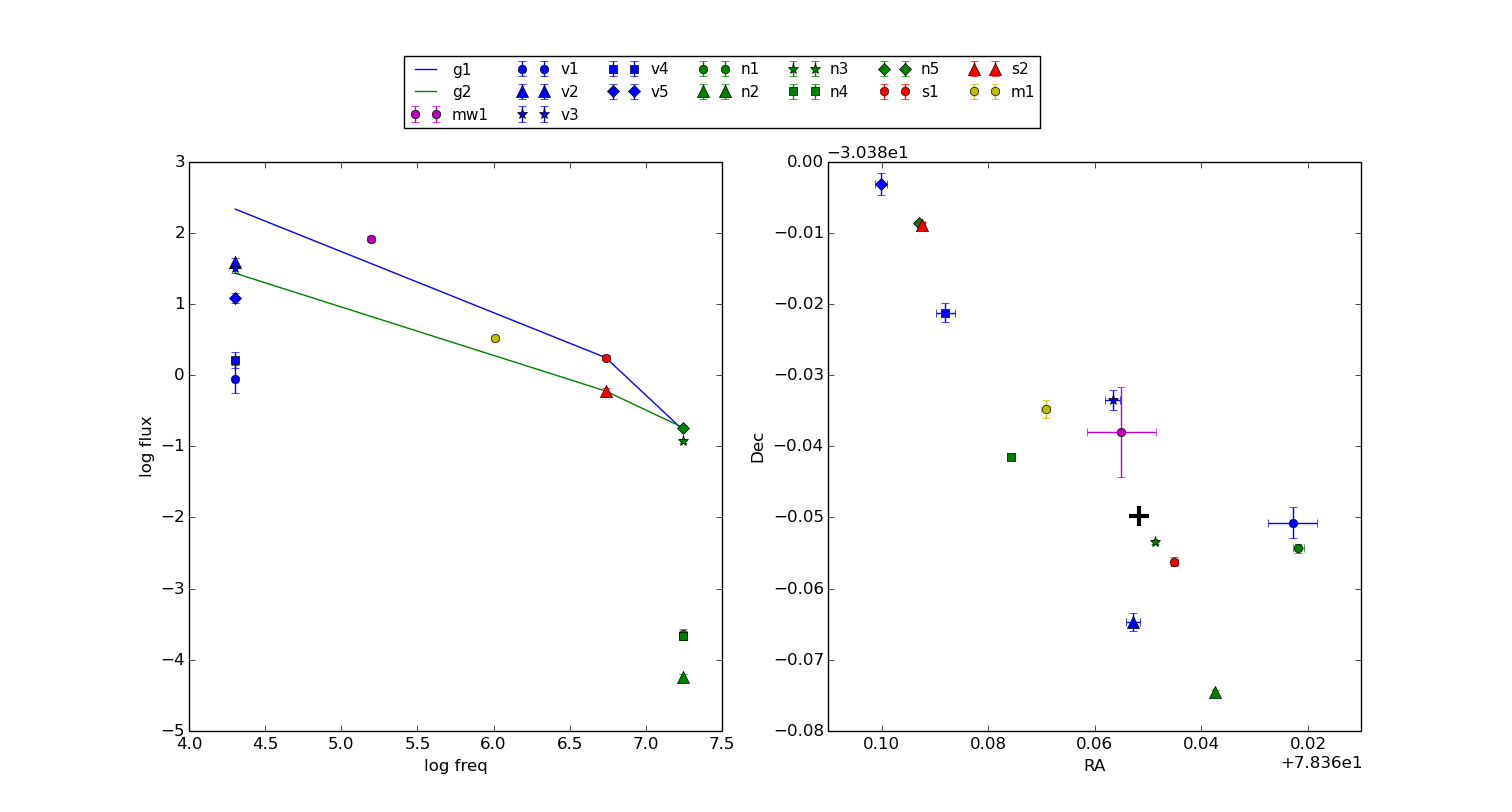 g1 v1 v4 n1 n3 n5 s2
g2 v2 v5 n2 n4 s1 m1
mw1 v3
−3.038e1
3
2
1
0
−1
−2
−3
−4
−5
log flux
4.0 4.5 5.0 5.5 6.0 6.5 7.0 7.5
log freq
0.00
−0.01
−0.02
−0.03
−0.04
−0.05
−0.06
−0.07
−0.08
Dec
0.10 0.08 0.06 0.04 0.02
+7.836e1
RA